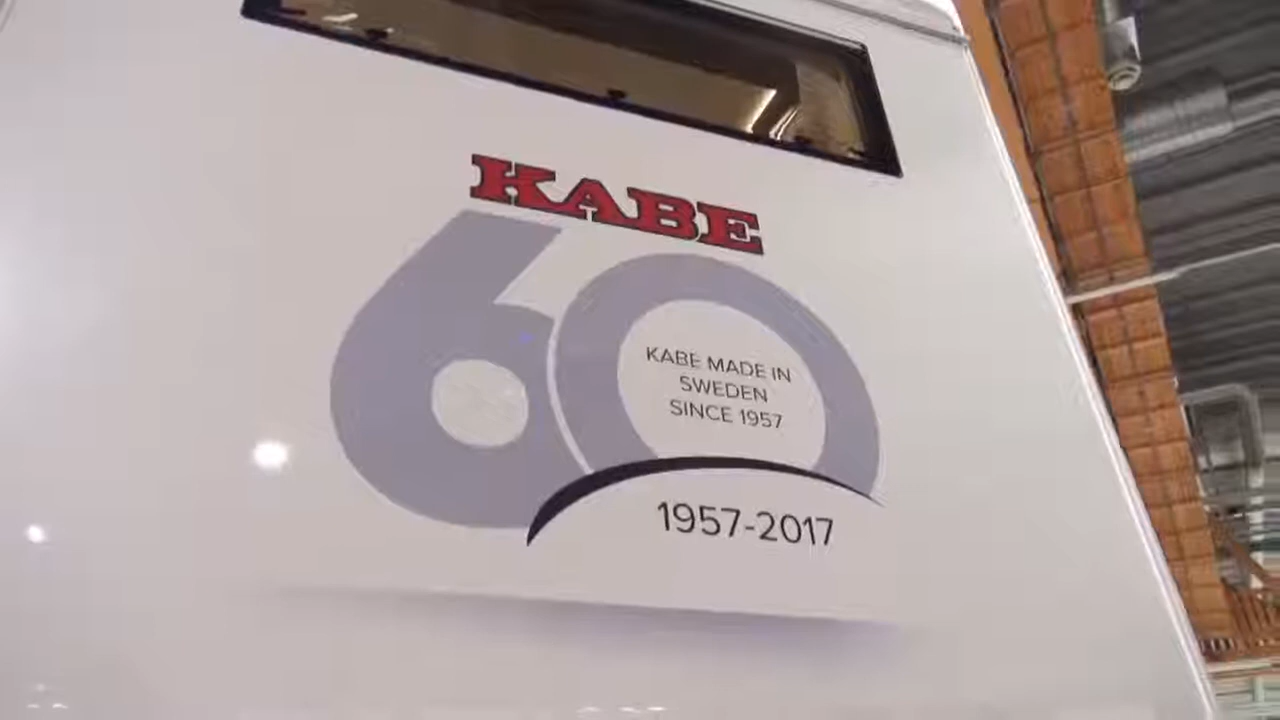 KABE
60
KABE MADE IN
SWEDEN
SINCE 1957
1957-2017